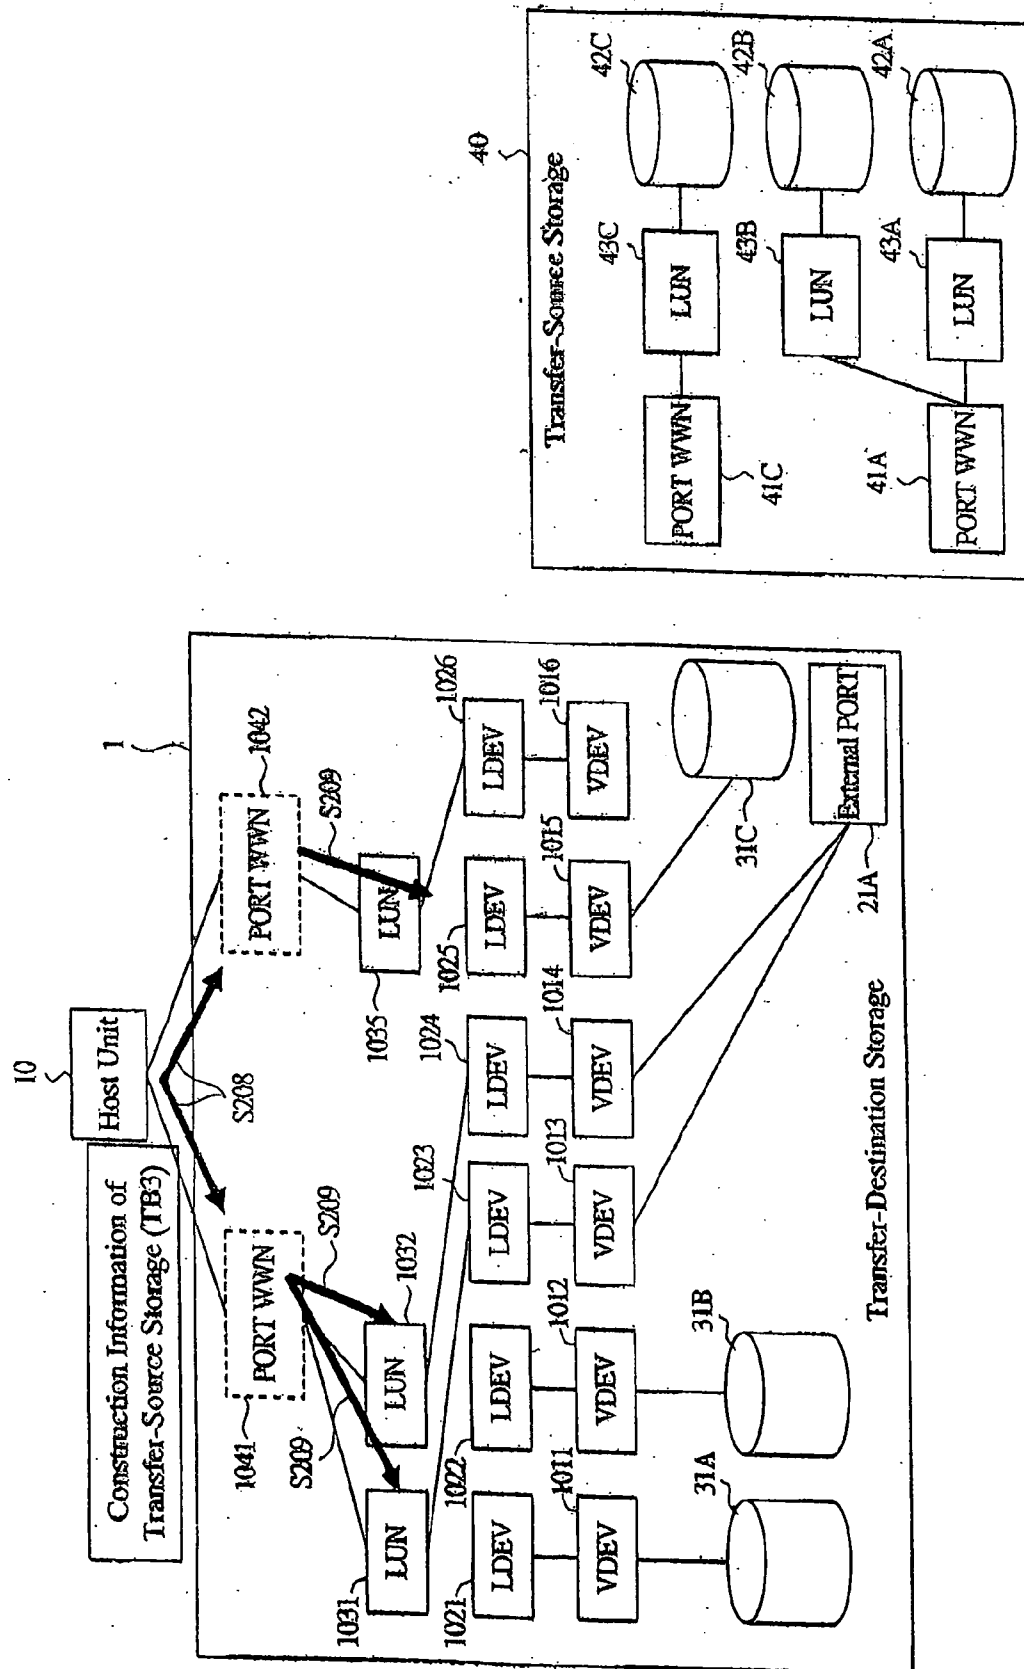 10
Host Unit
Construction Information of
Transfer-Source Storage (TB3)
S208
1
1041
PORT WWN
S209
S209
PORT WWN
1042
S209
1031
LUN
LUN
1032
1035
LUN
1021
LDEV
1022
LDEV
1023
LDEV
1024
LDEV
1025
LDEV
1026
LDEV
1011
VDEV
1012
VDEV
1013
VDEV
1014
VDEV
1015
VDEV
1016
VDEV
31A
31B
31C
21A
External PORT
Transfer-Destination Storage
40
Transfer-Source Storage
PORT WWN
41C
43C
LUN
42C
43B
LUN
42B
41A
PORT WWN
43A
LUN
42A